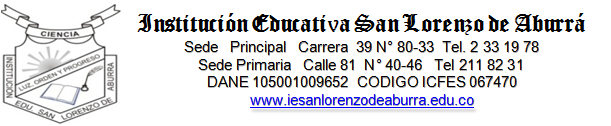 Institución Educativa San Lorenzo de Aburrá
Sede Principal Carrera 39 N° 80-33 Tel. 2 33 19 78
Sede Primaria Calle 81 N° 40-46 Tel 211 82 31
DANE 105001009652 CODIGO ICFES 067470
www.iesanlorenzodeaburra.edu.co
CIENCIA
LUZ, ORDEN Y PROGRESO
INSTITUCION
EDU. SAN LORENZO DE
ABURRA